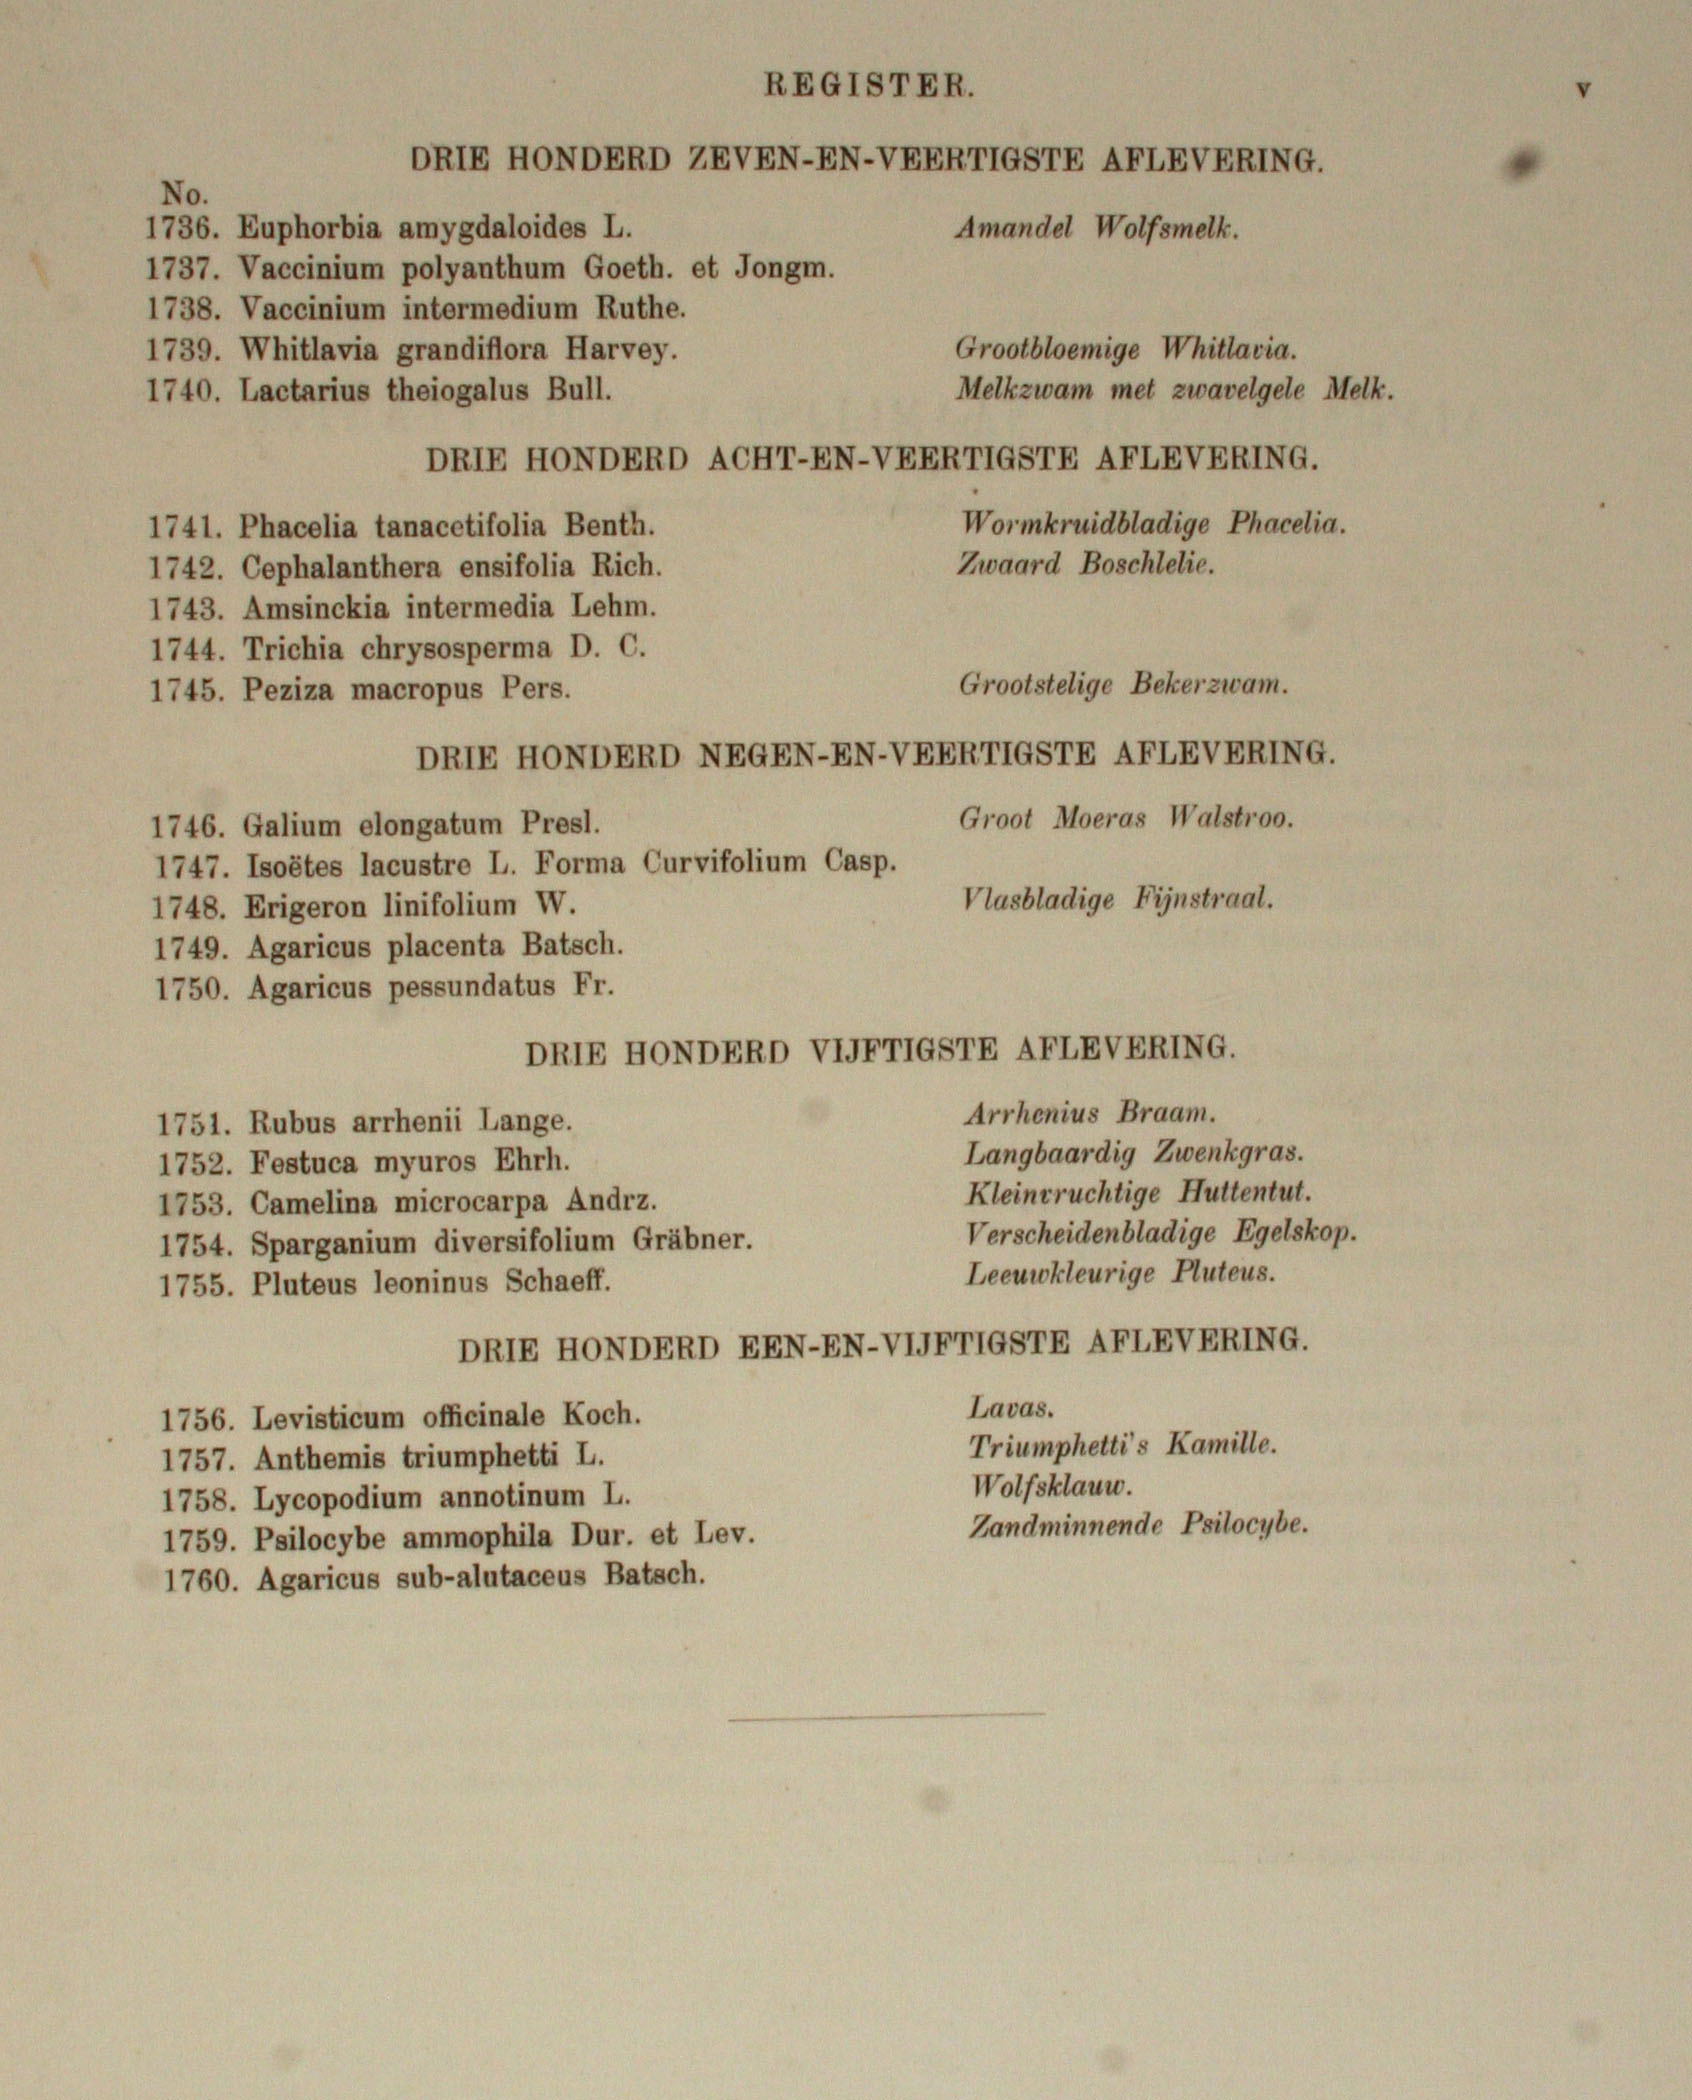 REGISTER. V
DRIE HONDERD ZEVEN-EN-VEERTIGSTE AFLEVERING.
No.
1736. Euphorbia amygdaloides L. Amandel Wolfsmelk.
1737. Vaccinium polyanthum Goeth. et Jongm.
1738. Vaccinium intermedium Ruthe.
1739. Whitlavia grandiflora Harvey. Grootbloemige Whitlavia.
1740. Lactarius theiogalus Bull. Melkzwam met zwavelgele Melk.
DRIE HONDERD ACHT-EN-VEERTIGSTE AFLEVERING.
1741. Phacelia tanacetifolia Benth. Wormkruidbladige Phacelia.
1742. Cephalanthera ensifolia Rich. Zwaard Boschlelie.
1743. Amsinckia intermedia Lehm.
1744. Trichia chrysosperma D. C.
1745. Peziza macropus Pers. Grootstelige Bekerzwam.
DRIE HONDERD NEGEN-EN-VEERTIGSTE AFLEVERING.
1746. Galium elongatum Presl. Groot Moeras Walstroo.
1747. Isoëtes lacustre L. Forma Curvifolium Casp.
1748. Erigeron linifolium W. Vlasbladige Fijnstraal.
1749. Agaricus placenta Batsch.
1750. Agaricus pessundatus Fr.
DRIE HONDERD VIJFTIGSTE AFLEVERING.
1751. Rubus arrhenii Lange. Arrhenius Braam.
1752. Festuca myuros Ehrh. Langbaardig Zwenkgras.
1753. Camelina microcarpa Andrz. Kleinvruchtige Huttentut.
1754. Sparganium diversifolium Gräbner. Verscheidenbladige Egelskop.
1755. Pluteus leoninus Schaeff. Leeuwkleurige Pluteus.
DRIE HONDERD EEN-EN-VIJFTIGSTE AFLEVERING.
1756. Levisticum officinale Koch. Lavas.
1757. Anthemis triumphetti L. Triumphetti's Kamille.
1758. Lycopodium annotinum L. Wolfsklauw.
1759. Psilocybe ammophila Dur. et Lev. Zandminnende Psilocybe.
1760. Agaricus sub-alutaceus Batsch.